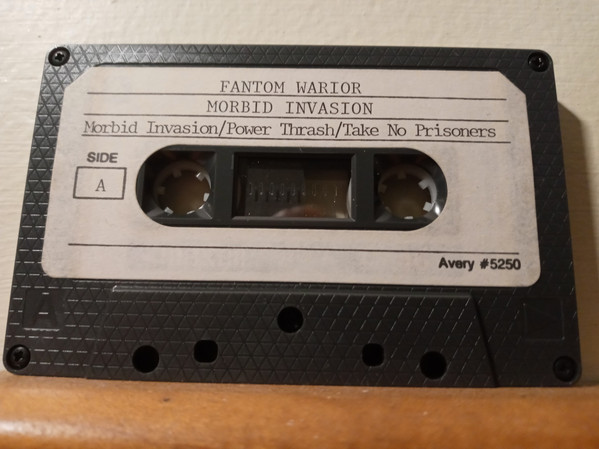 FANTOM WARIOR
MORBID INVASION
Morbid Invasion/Power Thrash/Take No Prisoners
SIDE
A
Avery #5250
A